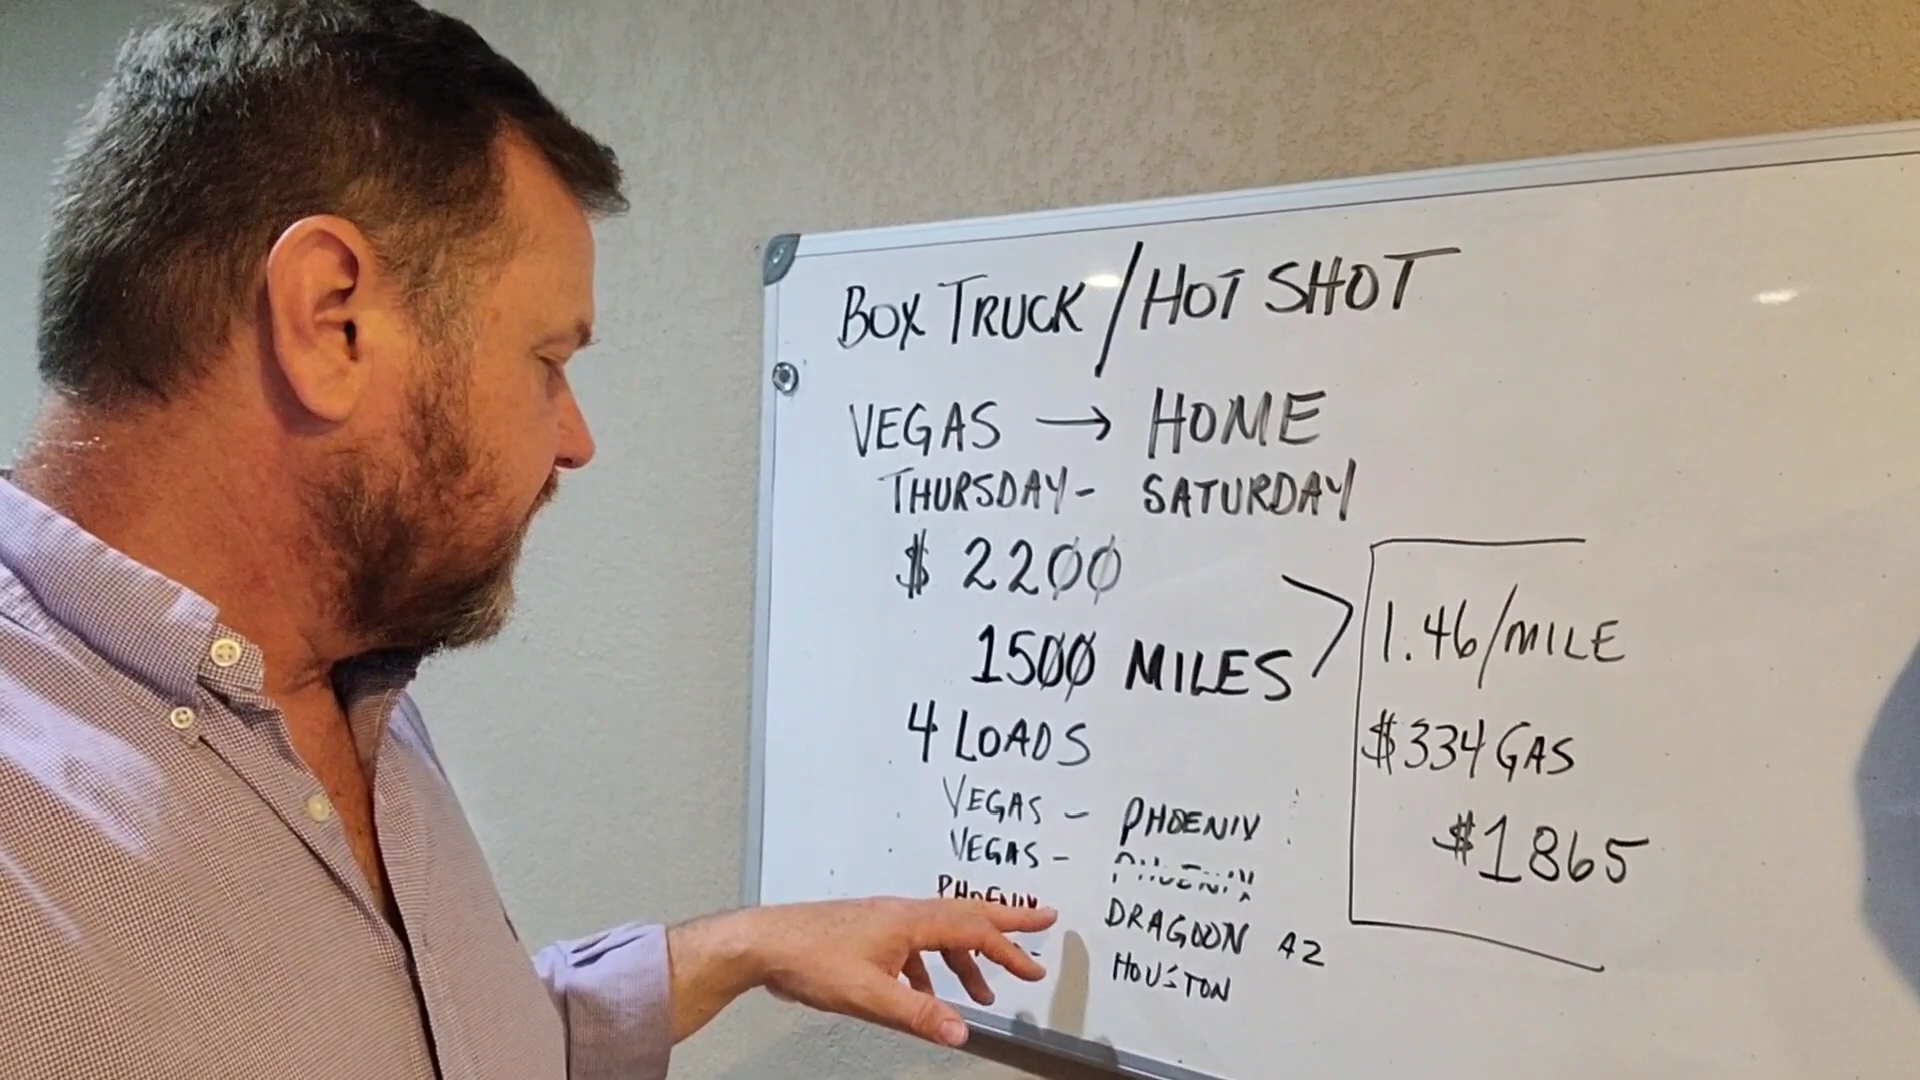 BOX TRUCK / HOT SHOT
VEGAS → HOME
THURSDAY - SATURDAY
$ 2200
1500 MILES
4 LOADS
VEGAS - PHOENIX
VEGAS - PHOENIX
PHOENIX DRAGOON AZ
HOUSTON
1.46/MILE
$334 GAS
$1865